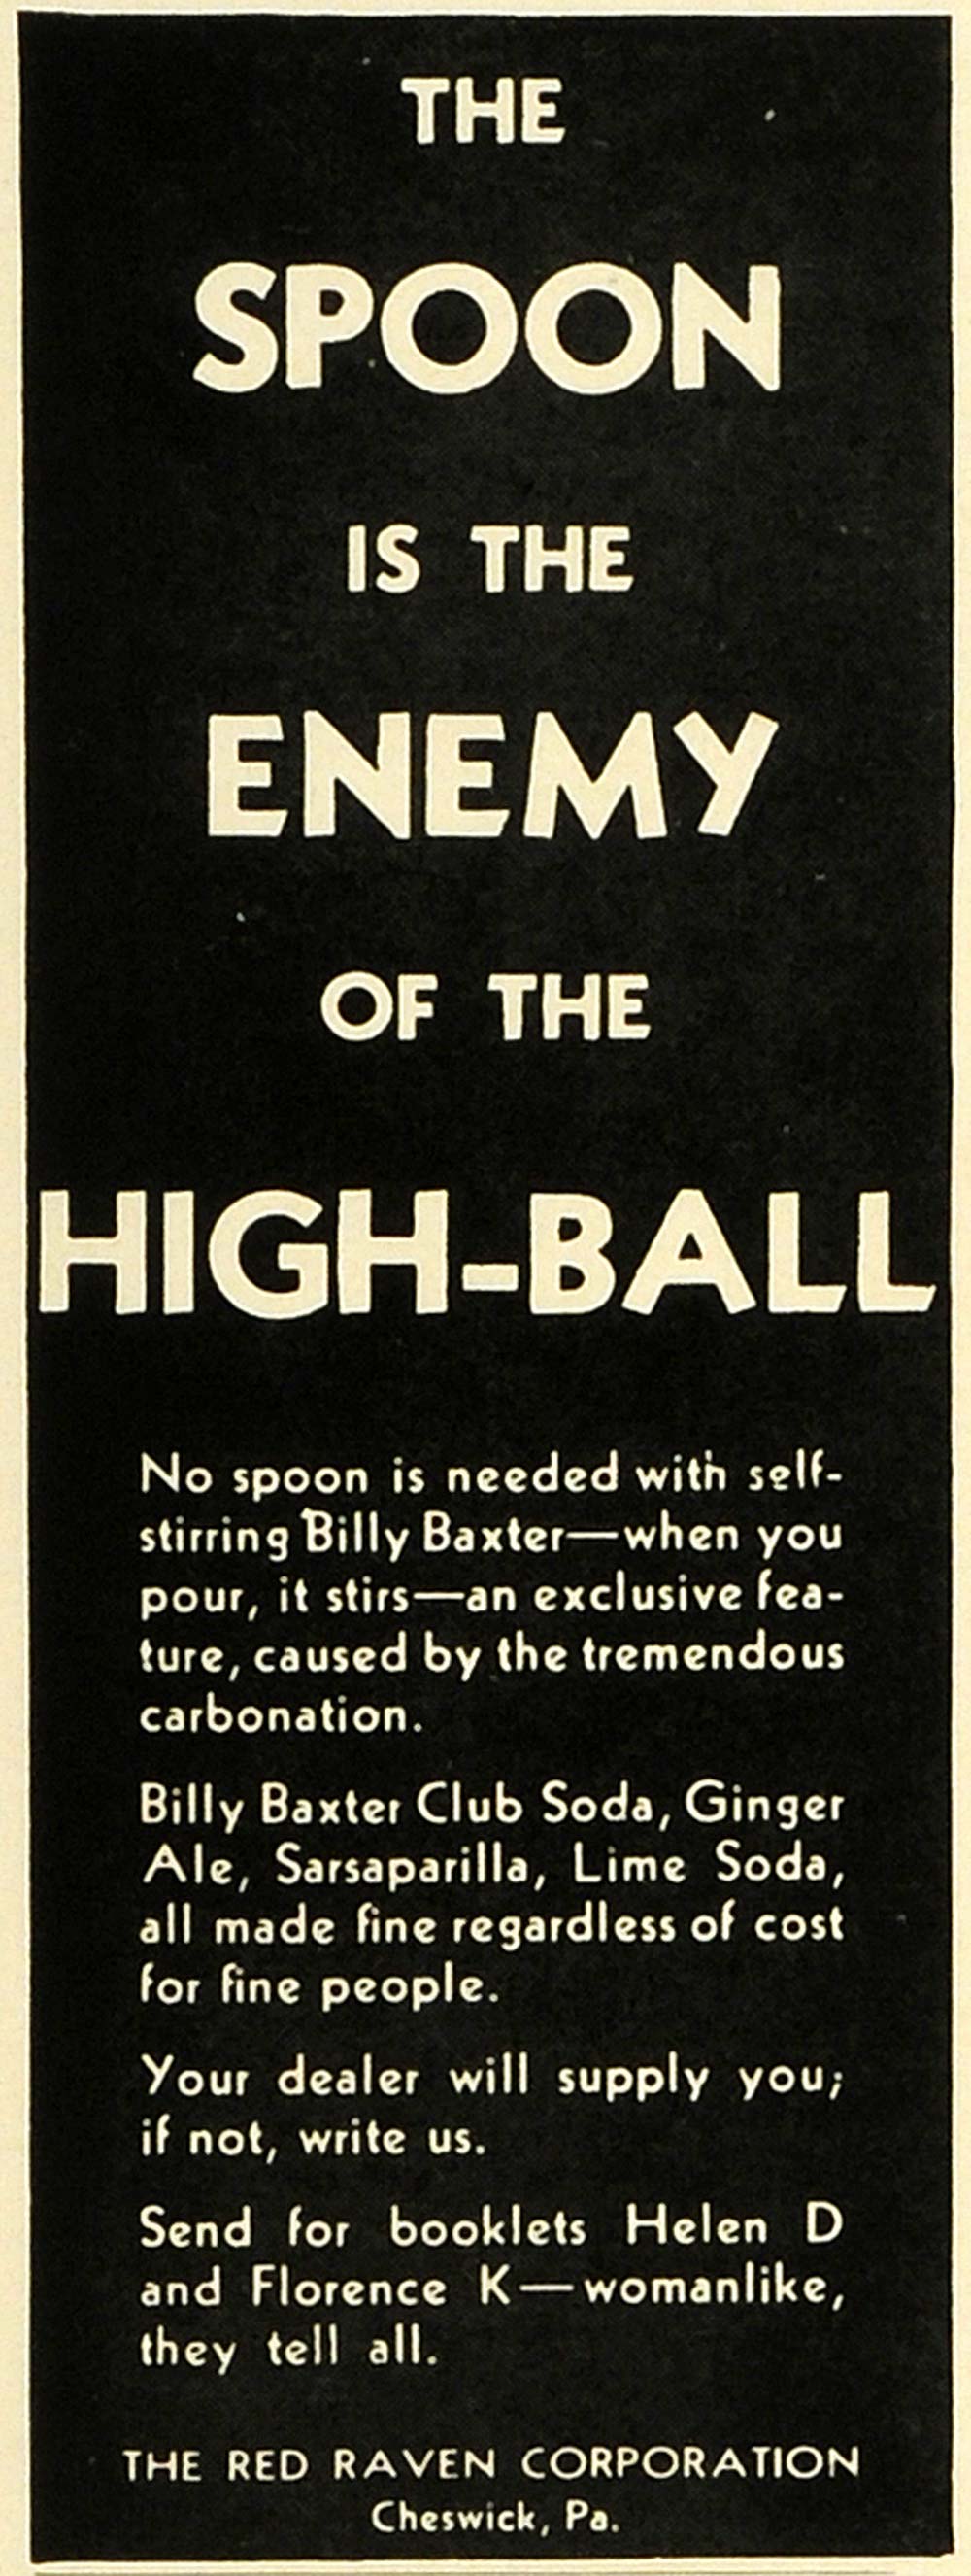 THE
SPOON
IS THE
ENEMY
OF THE
HIGH-BALL
No spoon is needed with self-
stirring Billy Baxter—when you
pour, it stirs—an exclusive fea-
ture, caused by the tremendous
carbonation.
Billy Baxter Club Soda, Ginger
Ale, Sarsaparilla, Lime Soda,
all made fine regardless of cost
for fine people.
Your dealer will supply you;
if not, write us.
Send for booklets Helen D
and Florence K—womanlike,
they tell all.
THE RED RAVEN CORPORATION
Cheswick, Pa.